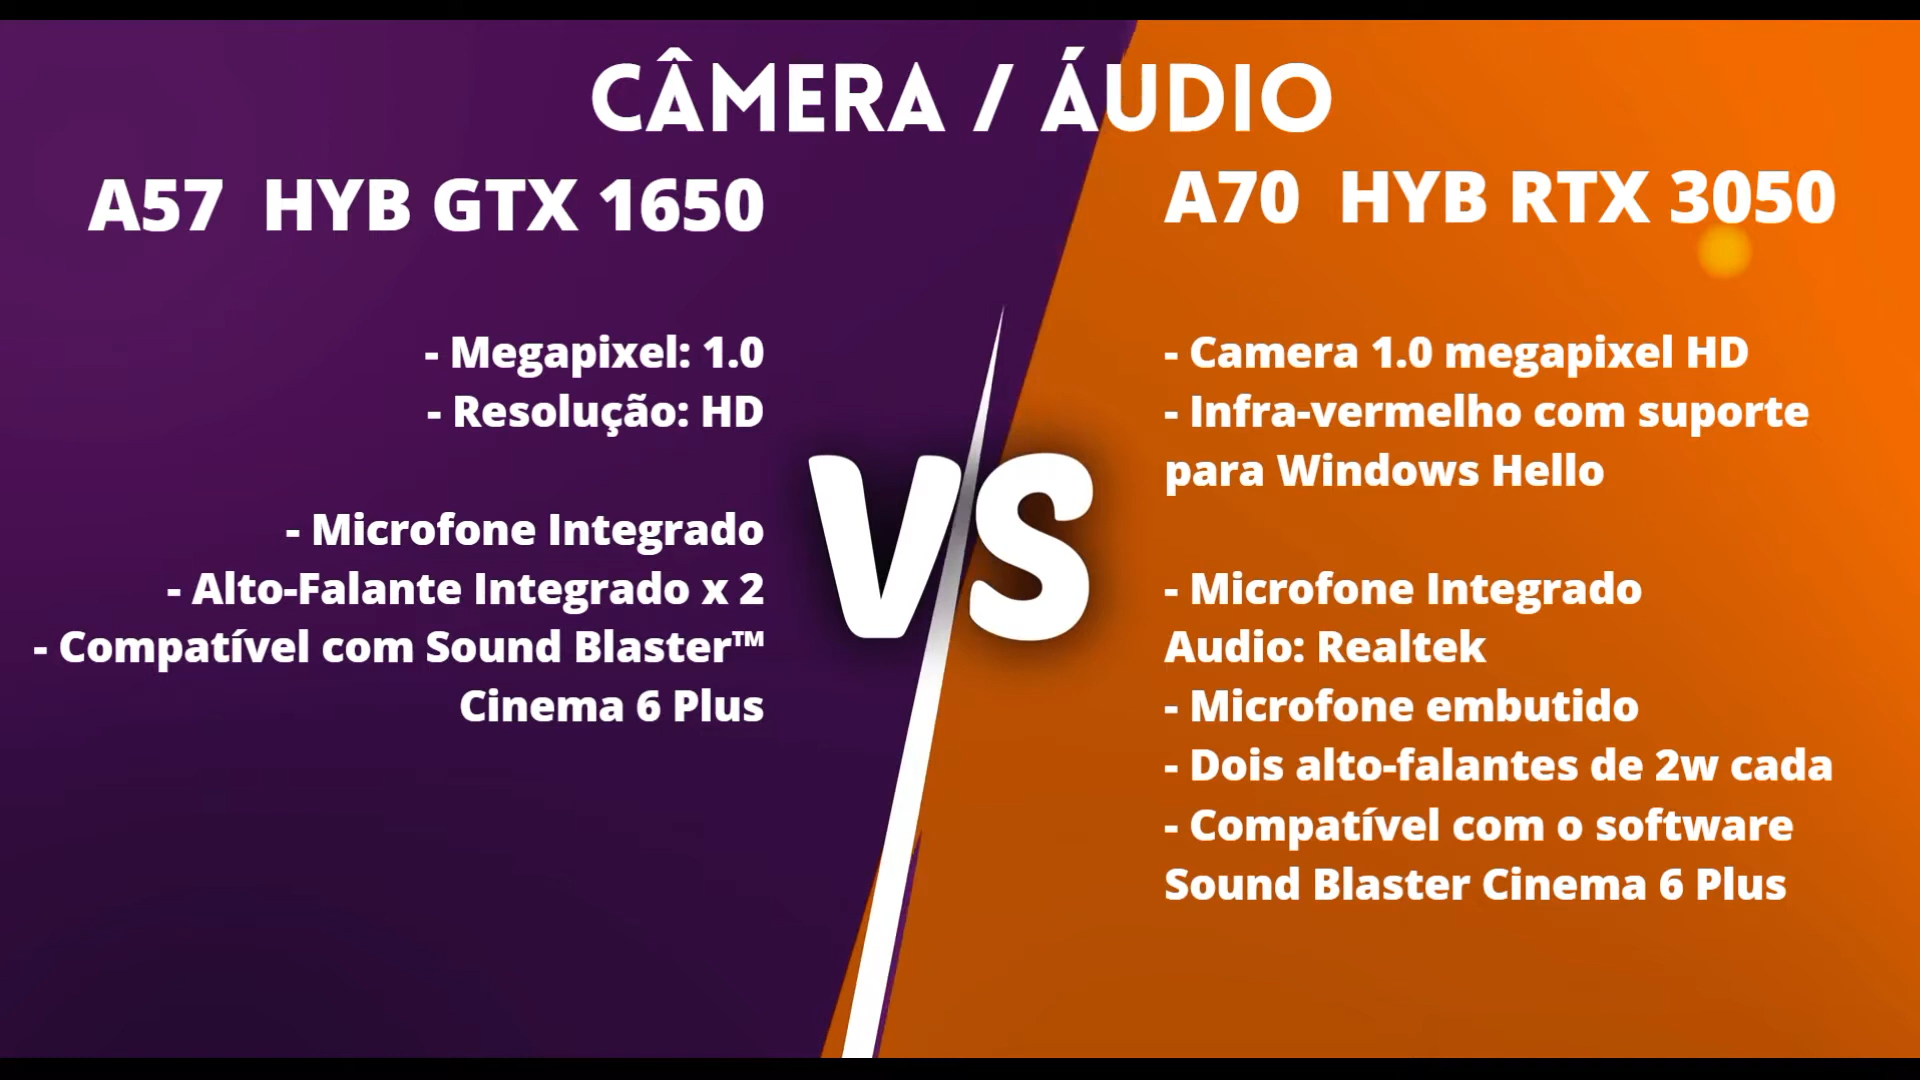 CÂMERA / ÁUDIO
A57 HYB GTX 1650
- Megapixel: 1.0
- Resolução: HD
- Microfone Integrado
- Alto-Falante Integrado x 2
- Compatível com Sound Blaster™
Cinema 6 Plus
VS
A70 HYB RTX 3050
- Camera 1.0 megapixel HD
- Infra-vermelho com suporte
para Windows Hello
- Microfone Integrado
Audio: Realtek
- Microfone embutido
- Dois alto-falantes de 2w cada
- Compatível com o software
Sound Blaster Cinema 6 Plus